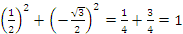 (1/2)² + (−√3/2)² = 1/4 + 3/4 = 1